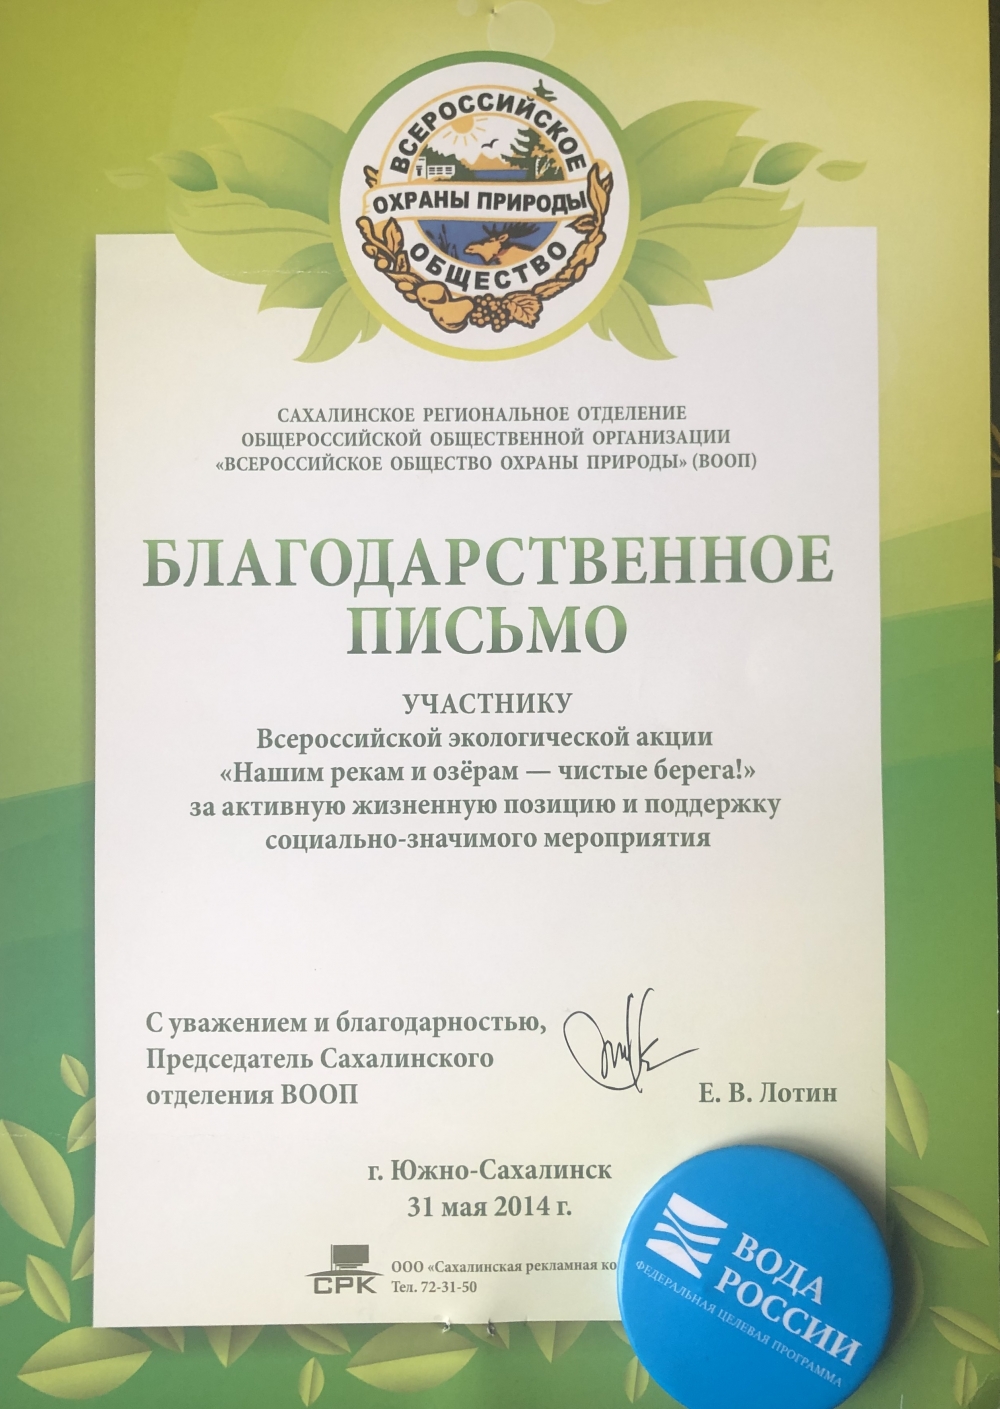 ВСЕРОССИЙСКОЕ
ОХРАНЫ ПРИРОДЫ
ОБЩЕСТВО
САХАЛИНСКОЕ РЕГИОНАЛЬНОЕ ОТДЕЛЕНИЕ
ОБЩЕРОССИЙСКОЙ ОБЩЕСТВЕННОЙ ОРГАНИЗАЦИИ
«ВСЕРОССИЙСКОЕ ОБЩЕСТВО ОХРАНЫ ПРИРОДЫ» (ВООП)
БЛАГОДАРСТВЕННОЕ
ПИСЬМО
УЧАСТНИКУ
Всероссийской экологической акции
«Нашим рекам и озёрам — чистые берега!»
за активную жизненную позицию и поддержку
социально-значимого мероприятия
С уважением и благодарностью,
Председатель Сахалинского
отделения ВООП
Е. В. Лотин
г. Южно-Сахалинск
31 мая 2014 г.
СРК
ООО «Сахалинская рекламная ко
Тел. 72-31-50
ВОДА
РОССИИ
ФЕДЕРАЛЬНАЯ ЦЕЛЕВАЯ ПРОГРАММА